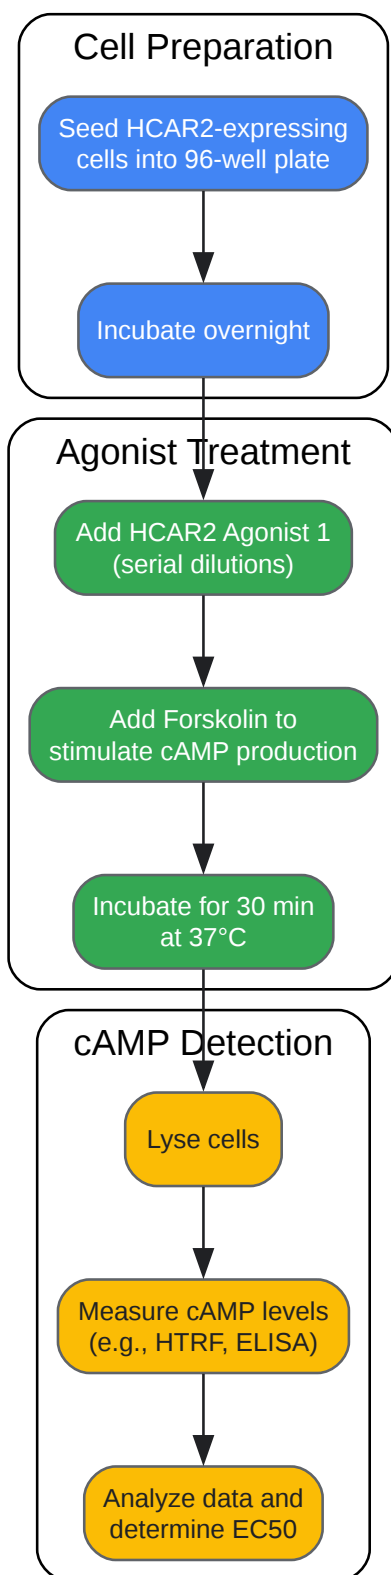 Cell Preparation
Seed HCAR2-expressing
cells into 96-well plate
Incubate overnight
Agonist Treatment
Add HCAR2 Agonist 1
(serial dilutions)
Add Forskolin to
stimulate cAMP production
Incubate for 30 min
at 37°C
cAMP Detection
Lyse cells
Measure cAMP levels
(e.g., HTRF, ELISA)
Analyze data and
determine EC50